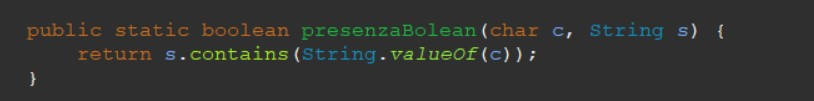 public static boolean presenzaBolean(char c, String s) {
    return s.contains(String.valueOf(c));
}